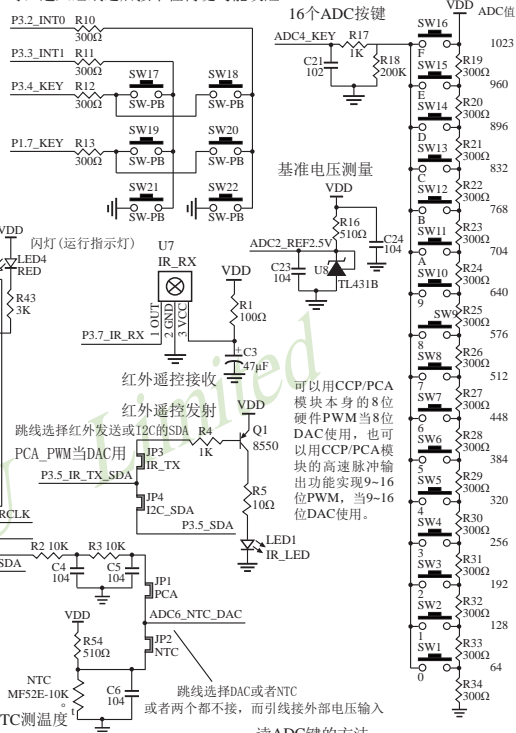 16个ADC按键
VDD
ADC值
P3.2_INT0
R10
300Ω
P3.3_INT1
R11
300Ω
P3.4_KEY
R12
300Ω
SW17
SW-PB
SW18
SW-PB
P1.7_KEY
R13
300Ω
SW19
SW-PB
SW20
SW-PB
SW21
SW-PB
SW22
SW-PB
ADC4_KEY
R17
1K
C21
102
R18
200K
基准电压测量
VDD
R16
510Ω
ADC2_REF2.5V
C24
104
C23
104
U8
TL431B
VDD
闪灯(运行指示灯)
LED4
RED
R43
3K
U7
IR_RX
1 OUT
2 GND
3 VCC
P3.7_IR_RX
VDD
R1
100Ω
C3
47μF
红外遥控接收
红外遥控发射
跳线选择红外发送或I2C的SDA
PCA_PWM当DAC用
JP3
IR_TX
P3.5_IR_TX_SDA
JP4
I2C_SDA
P3.5_SDA
R4
1K
VDD
Q1
8550
R5
10Ω
LED1
IR_LED
可以用CCP/PCA
模块本身的8位
硬件PWM当8位
DAC使用，也可
以用CCP/PCA模
块的高速脉冲输
出功能实现9~16
位PWM，当9~16
位DAC使用。
RCLK
SDA
R2 10K
R3 10K
C4
104
C5
104
JP1
PCA
ADC6_NTC_DAC
JP2
NTC
VDD
R54
510Ω
NTC
MF52E-10K
t
C6
104
TC测温度
跳线选择DAC或者NTC
或者两个都不接，而引线接外部电压输入
SW16
F
1023
R19
300Ω
SW15
E
960
R20
300Ω
SW14
D
896
R21
300Ω
SW13
C
832
R22
300Ω
SW12
B
768
R23
300Ω
SW11
A
704
R24
300Ω
SW10
9
640
R25
300Ω
SW9
8
576
R26
300Ω
SW8
7
512
R27
300Ω
SW7
6
448
R28
300Ω
SW6
5
384
R29
300Ω
SW5
4
320
R30
300Ω
SW4
3
256
R31
300Ω
SW3
2
192
R32
300Ω
SW2
1
128
R33
300Ω
SW1
0
64
R34
300Ω
读ADC键的方法
Limited